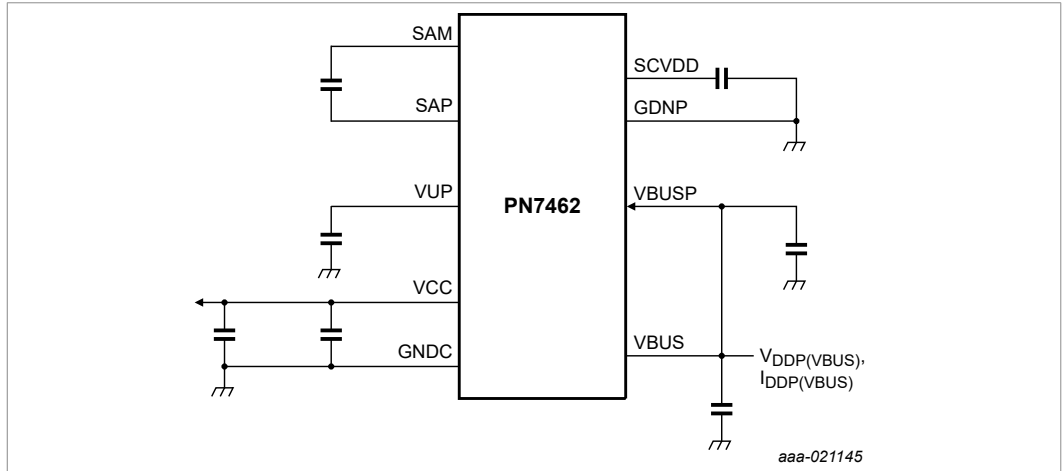 SAM
SAP
VUP
VCC
GNDC
PN7462
SCVDD
GDNP
VBUSP
VBUS
VDDP(VBUS),
IDDP(VBUS)
aaa-021145